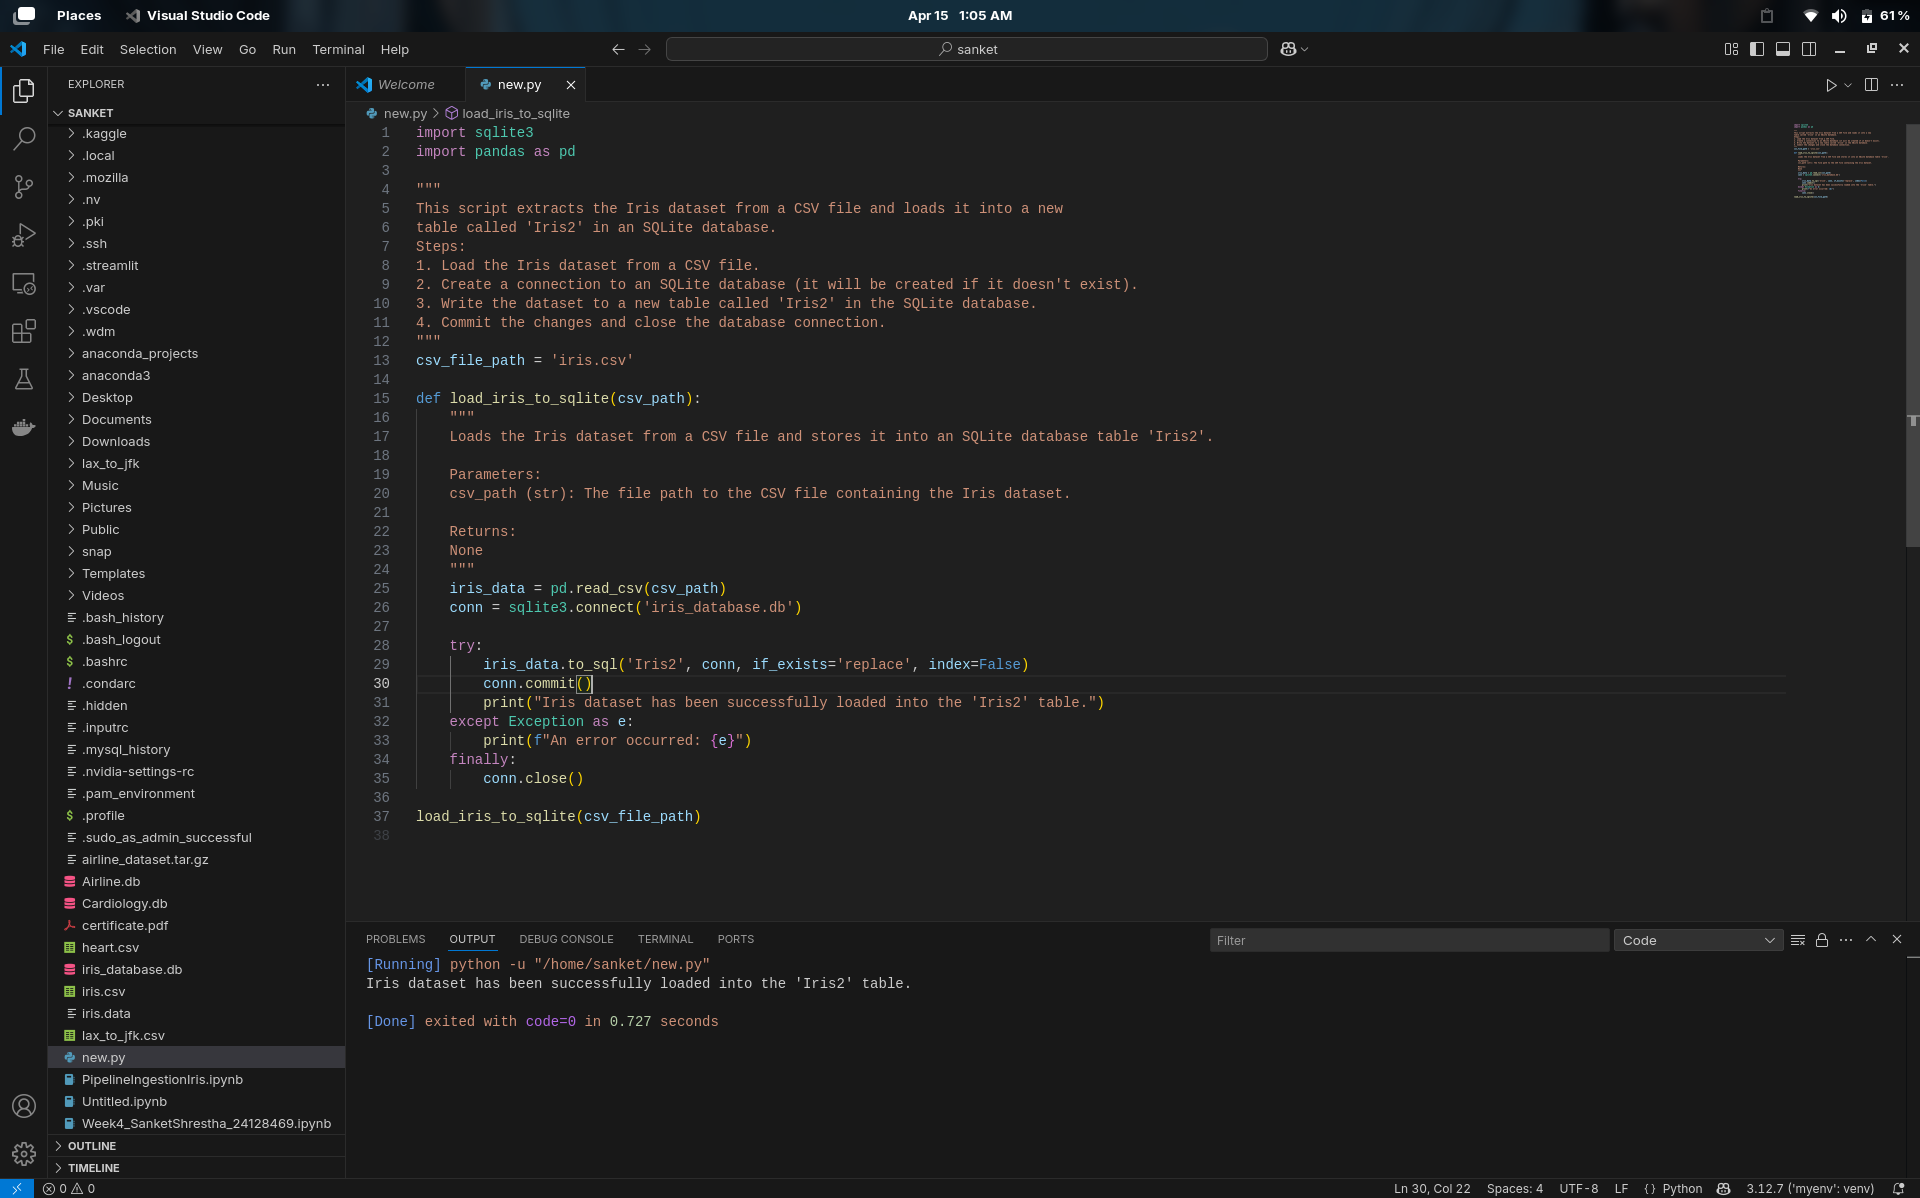 Places Visual Studio Code Apr 15 1:05 AM 61%
File Edit Selection View Go Run Terminal Help sanket
EXPLORER
SANKET
.kaggle
.local
.mozilla
.nv
.pki
.ssh
.streamlit
.var
.vscode
.wdm
anaconda_projects
anaconda3
Desktop
Documents
Downloads
lax_to_jfk
Music
Pictures
Public
snap
Templates
Videos
.bash_history
$ .bash_logout
$ .bashrc
! .condarc
.hidden
.inputrc
.mysql_history
.nvidia-settings-rc
.pam_environment
$ .profile
.sudo_as_admin_successful
airline_dataset.tar.gz
Airline.db
Cardiology.db
certificate.pdf
heart.csv
iris_database.db
iris.csv
iris.data
lax_to_jfk.csv
new.py
PipelineIngestionIris.ipynb
Untitled.ipynb
Week4_SanketShrestha_24128469.ipynb
OUTLINE
TIMELINE
Welcome new.py
new.py > load_iris_to_sqlite
1 import sqlite3
2 import pandas as pd
3
4 """
5 This script extracts the Iris dataset from a CSV file and loads it into a new
6 table called 'Iris2' in an SQLite database.
7 Steps:
8 1. Load the Iris dataset from a CSV file.
9 2. Create a connection to an SQLite database (it will be created if it doesn't exist).
10 3. Write the dataset to a new table called 'Iris2' in the SQLite database.
11 4. Commit the changes and close the database connection.
12 """
13 csv_file_path = 'iris.csv'
14
15 def load_iris_to_sqlite(csv_path):
16 """
17 Loads the Iris dataset from a CSV file and stores it into an SQLite database table 'Iris2'.
18
19 Parameters:
20 csv_path (str): The file path to the CSV file containing the Iris dataset.
21
22 Returns:
23 None
24 """
25 iris_data = pd.read_csv(csv_path)
26 conn = sqlite3.connect('iris_database.db')
27
28 try:
29 iris_data.to_sql('Iris2', conn, if_exists='replace', index=False)
30 conn.commit()
31 print("Iris dataset has been successfully loaded into the 'Iris2' table.")
32 except Exception as e:
33 print(f"An error occurred: {e}")
34 finally:
35 conn.close()
36
37 load_iris_to_sqlite(csv_file_path)
38
PROBLEMS OUTPUT DEBUG CONSOLE TERMINAL PORTS Filter Code
[Running] python -u "/home/sanket/new.py"
Iris dataset has been successfully loaded into the 'Iris2' table.
[Done] exited with code=0 in 0.727 seconds
0 0 Ln 30, Col 22 Spaces: 4 UTF-8 LF { } Python 3.12.7 ('myenv': venv)